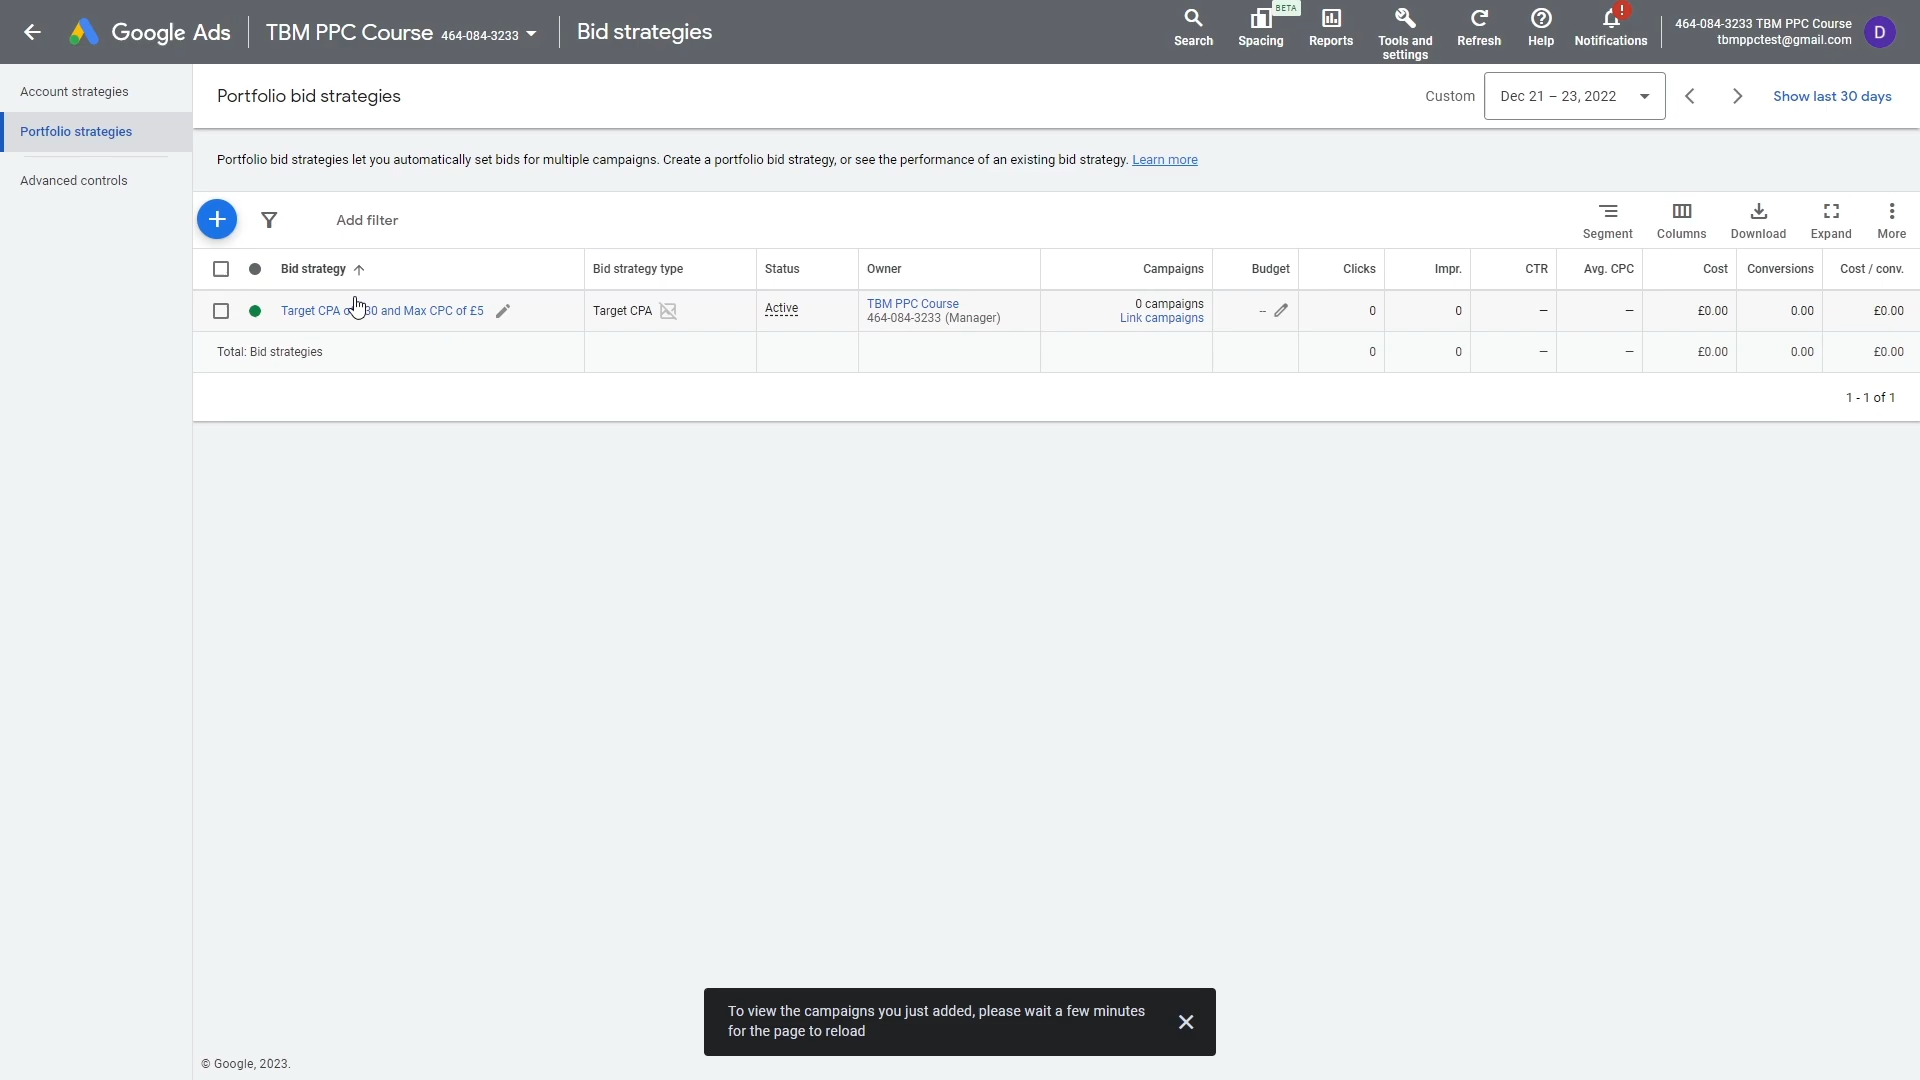 Google Ads
TBM PPC Course 464-084-3233
Bid strategies
Search
Spacing
BETA
Reports
Tools and
settings
Refresh
Help
Notifications
!
464-084-3233 TBM PPC Course
tbmppctest@gmail.com
D
Account strategies
Portfolio strategies
Advanced controls
Portfolio bid strategies
Custom
Dec 21 – 23, 2022
Show last 30 days
Portfolio bid strategies let you automatically set bids for multiple campaigns. Create a portfolio bid strategy, or see the performance of an existing bid strategy. Learn more
Add filter
Segment
Columns
Download
Expand
More
Bid strategy Bid strategy type Status Owner Campaigns Budget Clicks Impr. CTR Avg. CPC Cost Conversions Cost / conv.
Target CPA 30 and Max CPC of £5 Target CPA Active TBM PPC Course 0 campaigns -- 0 0 — — £0.00 0.00 £0.00
464-084-3233 (Manager) Link campaigns
Total: Bid strategies 0 0 — — £0.00 0.00 £0.00
1 - 1 of 1
To view the campaigns you just added, please wait a few minutes
for the page to reload
© Google, 2023.